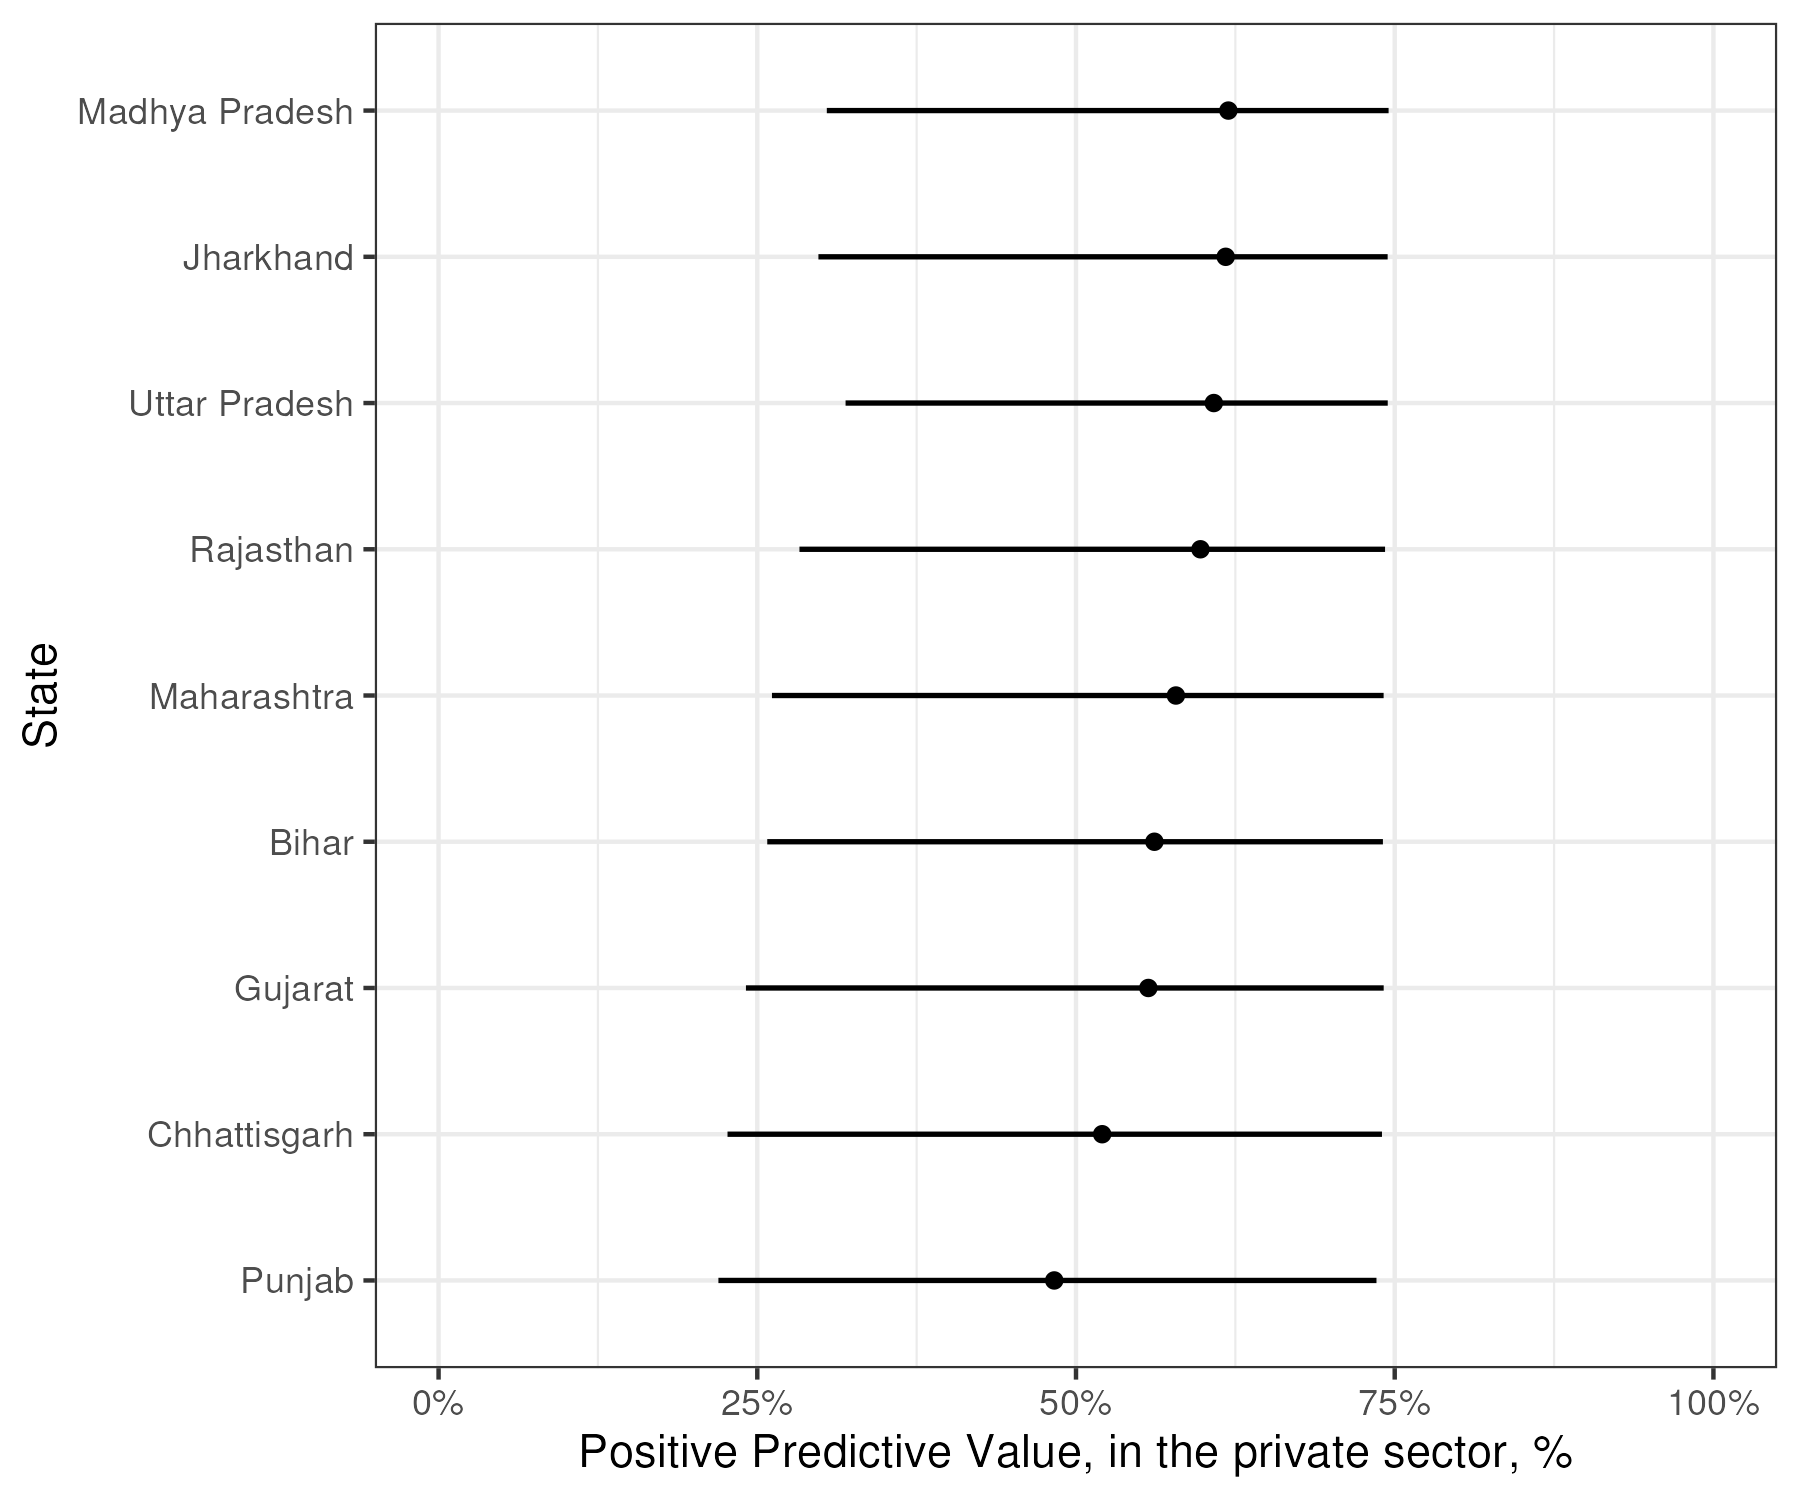 Madhya Pradesh
Jharkhand
Uttar Pradesh
Rajasthan
Maharashtra
Bihar
Gujarat
Chhattisgarh
Punjab
State
0% 25% 50% 75% 100%
Positive Predictive Value, in the private sector, %